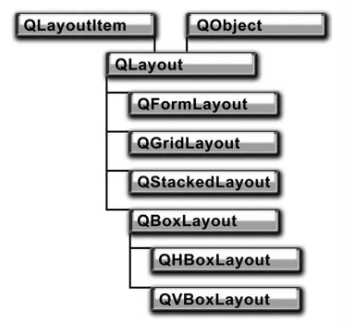 QLayoutItem
QObject
QLayout
QFormLayout
QGridLayout
QStackedLayout
QBoxLayout
QHBoxLayout
QVBoxLayout